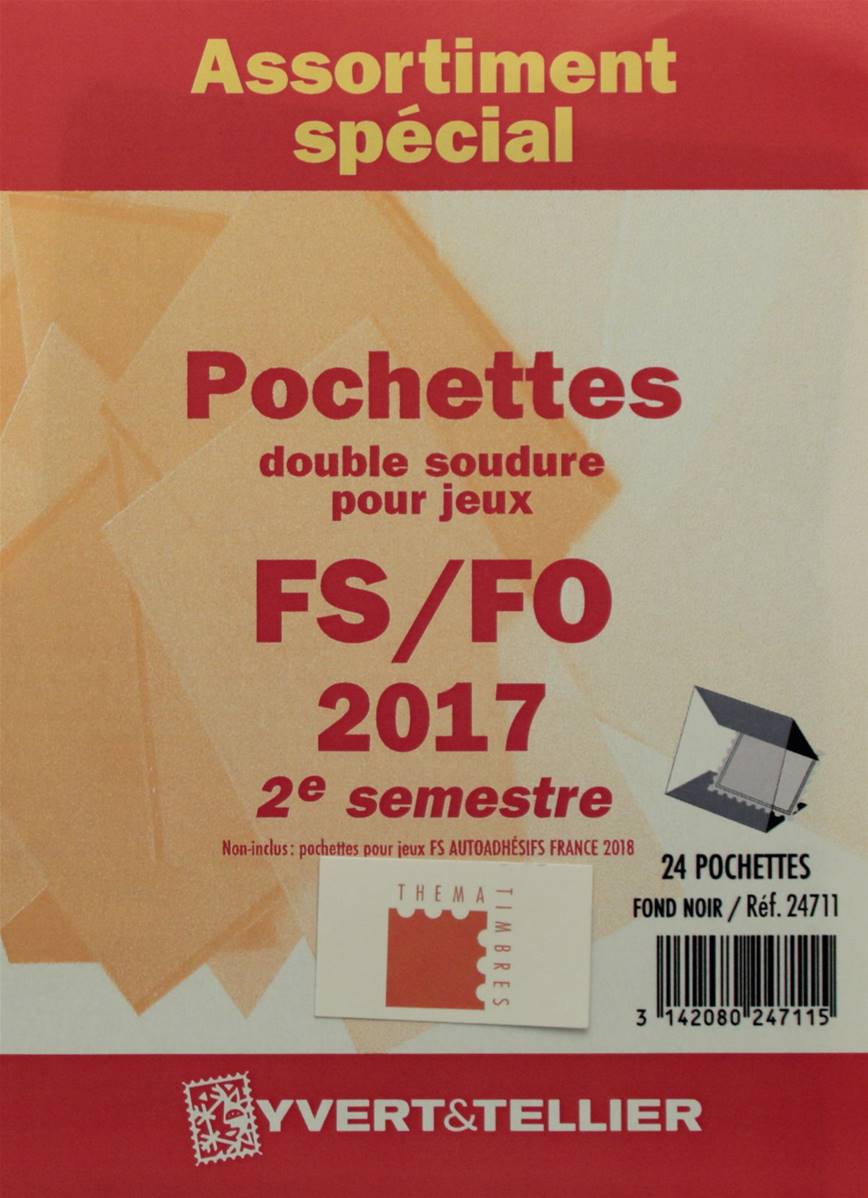 Assortiment
spécial
Pochettes
double soudure
pour jeux
FS/FO
2017
2e semestre
Non-inclus : pochettes pour jeux FS AUTOADHÉSIFS FRANCE 2018
24 POCHETTES
FOND NOIR / Réf. 24711
THEMA
TIMBRES
3 142080 247115
YVERT&TELLIER